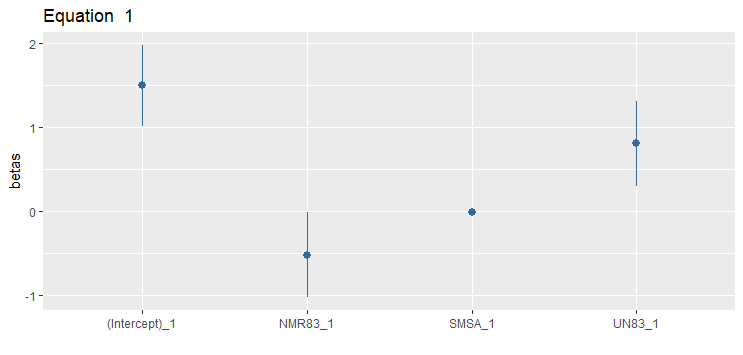 Equation 1
2
1
0
-1
betas
(Intercept)_1
NMR83_1
SMSA_1
UN83_1